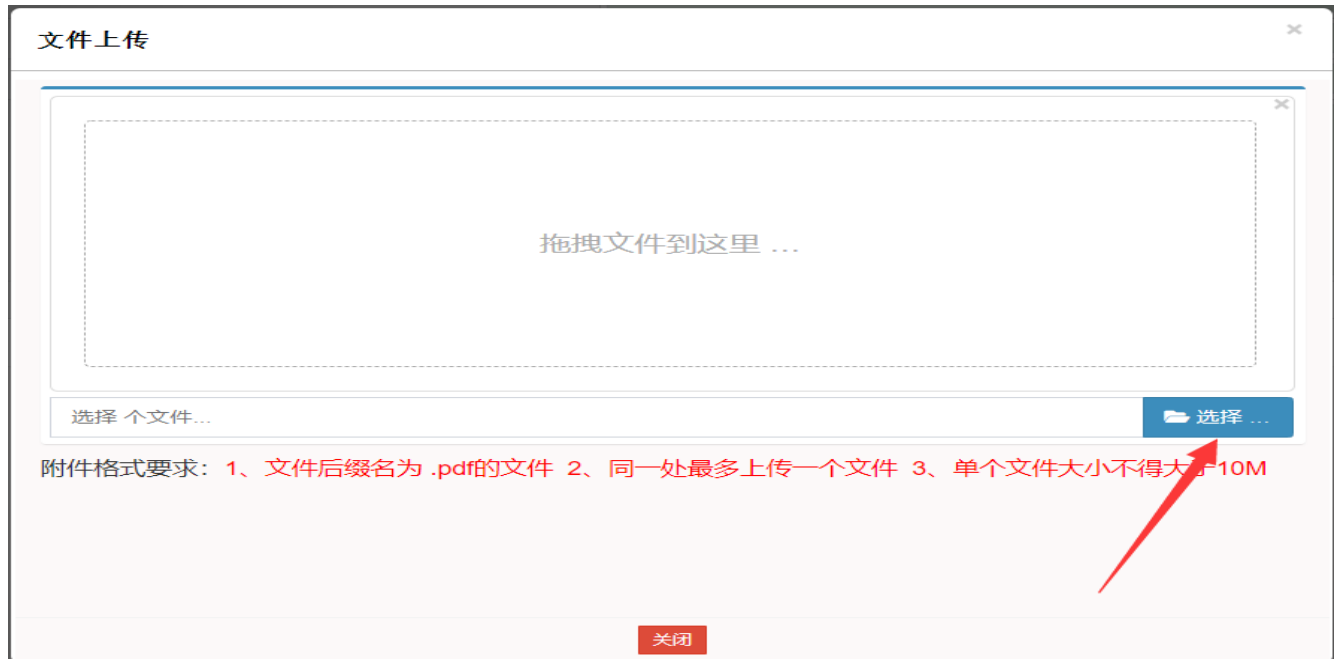 文件上传
×
×
拖拽文件到这里 ...
选择 个文件...
选择 ...
附件格式要求：1、文件后缀名为 .pdf的文件 2、同一处最多上传一个文件 3、单个文件大小不得大于10M
关闭